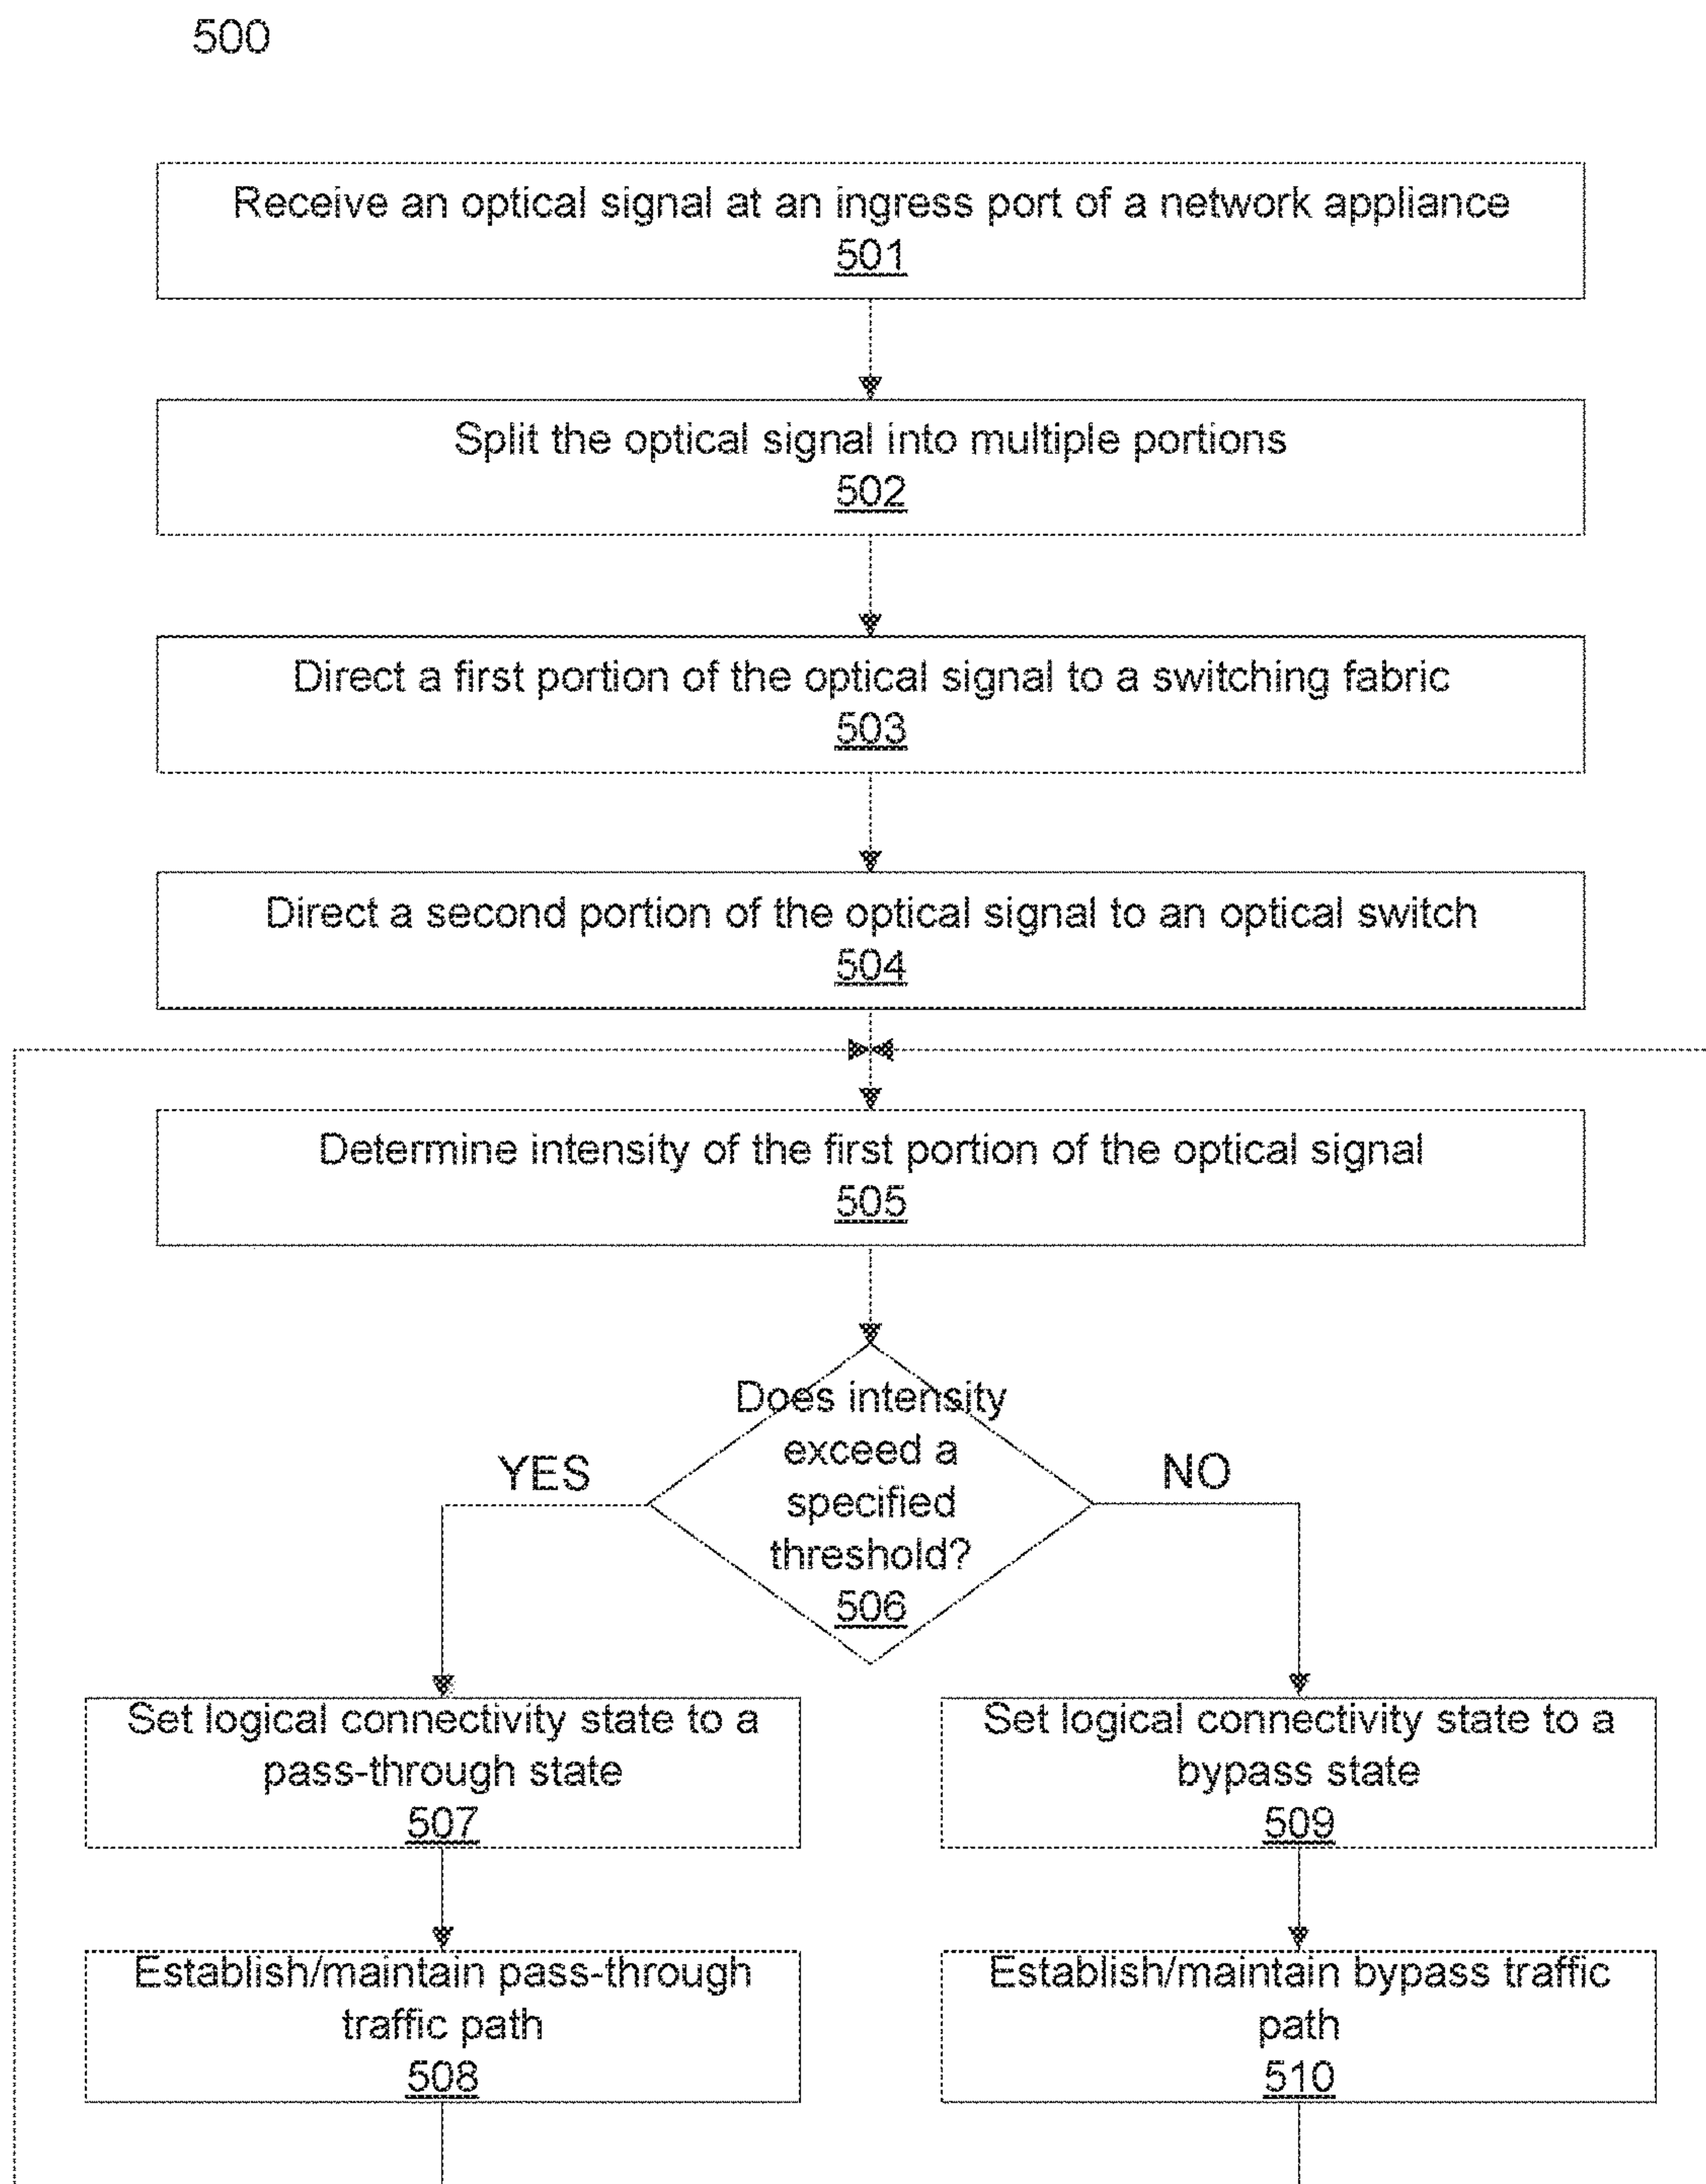 500
Receive an optical signal at an ingress port of a network appliance
501
Split the optical signal into multiple portions
502
Direct a first portion of the optical signal to a switching fabric
503
Direct a second portion of the optical signal to an optical switch
504
Determine intensity of the first portion of the optical signal
505
Does intensity
exceed a
specified
threshold?
506
YES
NO
Set logical connectivity state to a
pass-through state
507
Set logical connectivity state to a
bypass state
509
Establish/maintain pass-through
traffic path
508
Establish/maintain bypass traffic
path
510